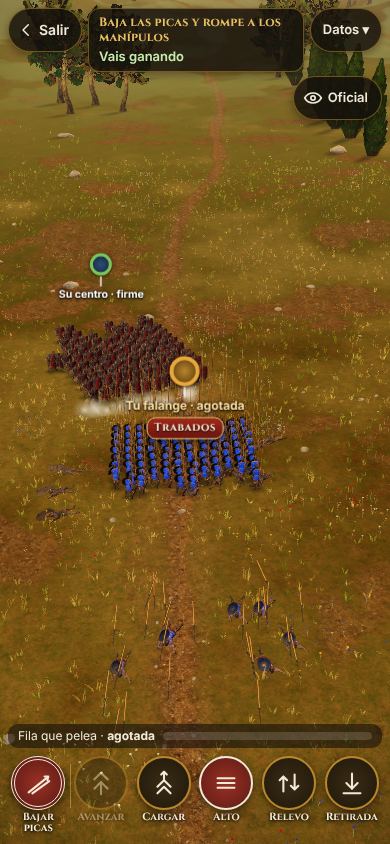 Salir
Baja las picas y rompe a los
manípulos
Vais ganando
Datos ▾
Oficial
Su centro · firme
Tu falange · agotada
Trabados
Fila que pelea · agotada
Bajar
picas
Avanzar
Cargar
Alto
Relevo
Retirada